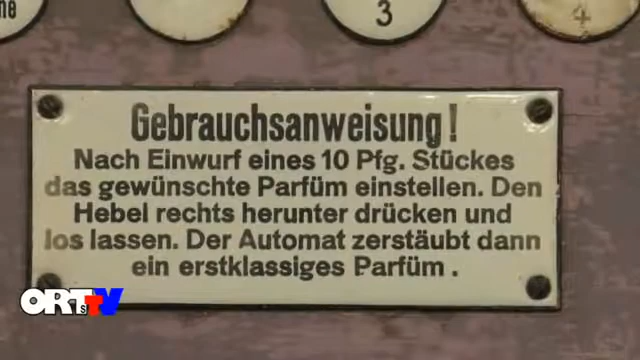 ne
3
4
Gebrauchsanweisung!
Nach Einwurf eines 10 Pfg. Stückes
das gewünschte Parfüm einstellen. Den
Hebel rechts herunter drücken und
los lassen. Der Automat zerstäubt dann
ein erstklassiges Parfüm.
ORTSTV